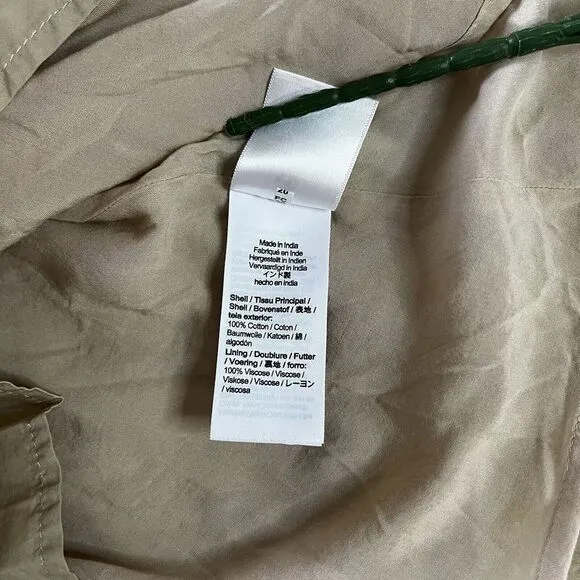 20
EC
Made in India
Fabriqué en Inde
Hergestellt in Indien
Vervaardigd in India
インド製
hecho en india
Shell / Tissu Principal /
Shell / Bovenstof / 表地 /
tela exterior:
100% Cotton / Coton /
Baumwolle / Katoen / 綿 /
algodón
Lining / Doublure / Futter
/ Voering / 裏地 / forro:
100% Viscose / Viscose /
Viskose / Viscose / レーヨン
/ viscosa